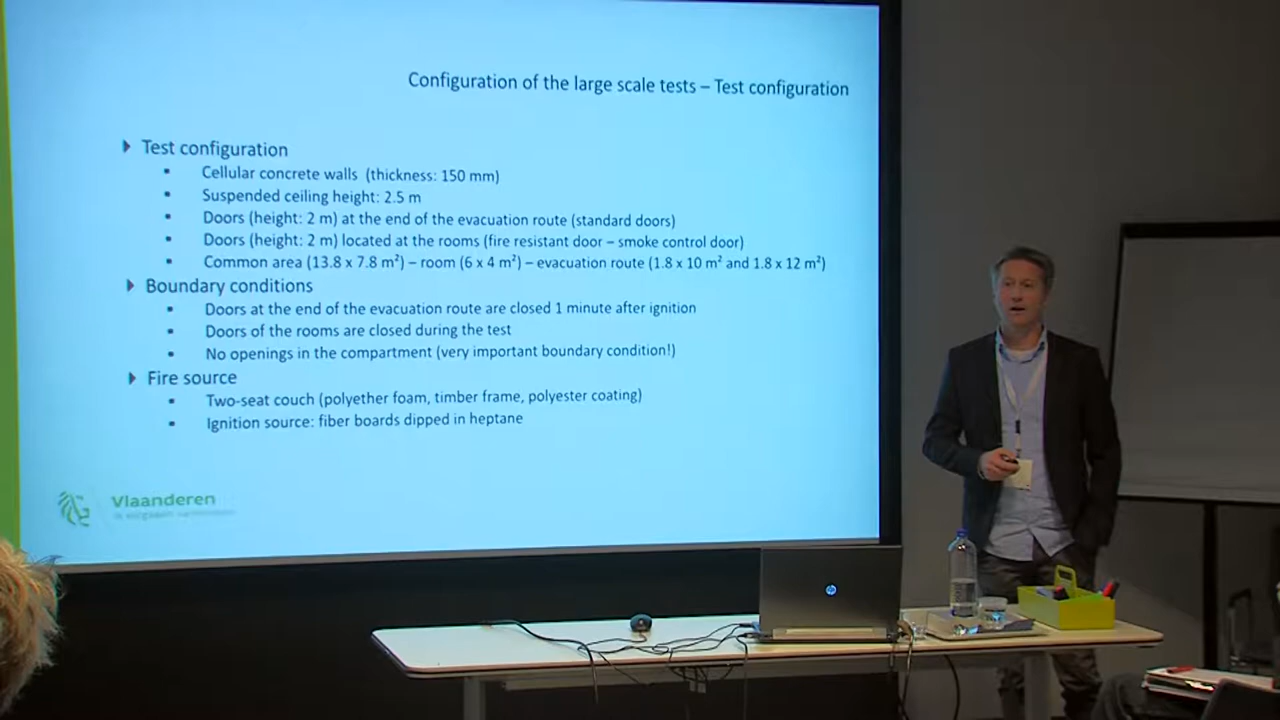 Configuration of the large scale tests – Test configuration
Test configuration
Cellular concrete walls (thickness: 150 mm)
Suspended ceiling height: 2.5 m
Doors (height: 2 m) at the end of the evacuation route (standard doors)
Doors (height: 2 m) located at the rooms (fire resistant door – smoke control door)
Common area (13.8 x 7.8 m²) – room (6 x 4 m²) – evacuation route (1.8 x 10 m² and 1.8 x 12 m²)
Boundary conditions
Doors at the end of the evacuation route are closed 1 minute after ignition
Doors of the rooms are closed during the test
No openings in the compartment (very important boundary condition!)
Fire source
Two-seat couch (polyether foam, timber frame, polyester coating)
Ignition source: fiber boards dipped in heptane
Vlaanderen
hp